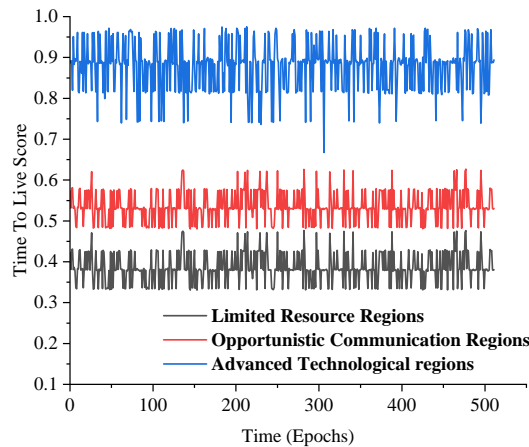 1.0
0.9
0.8
0.7
0.6
0.5
0.4
0.3
0.2
0.1
Time To Live Score
Limited Resource Regions
Opportunistic Communication Regions
Advanced Technological regions
0 100 200 300 400 500
Time (Epochs)